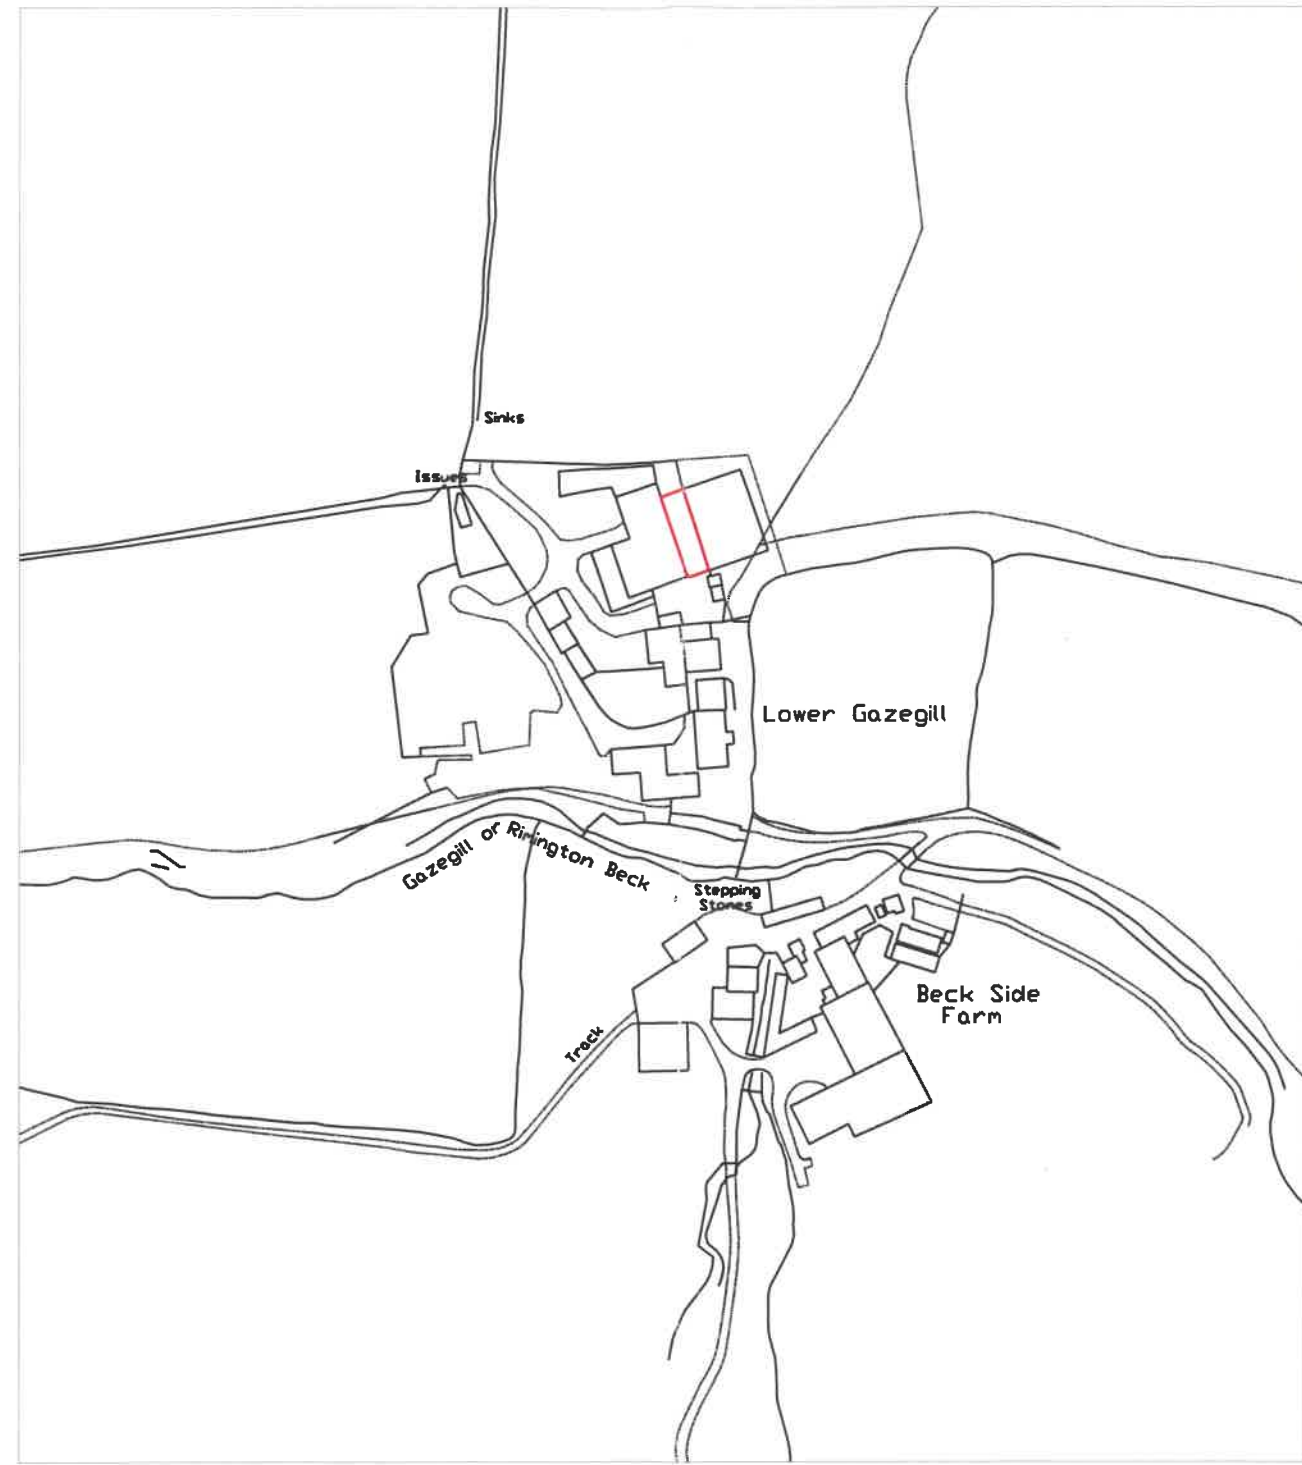 Sinks
Issues
Lower Gazegill
Gazegill or Rimington Beck
Stepping
Stones
Beck Side
Farm
Track